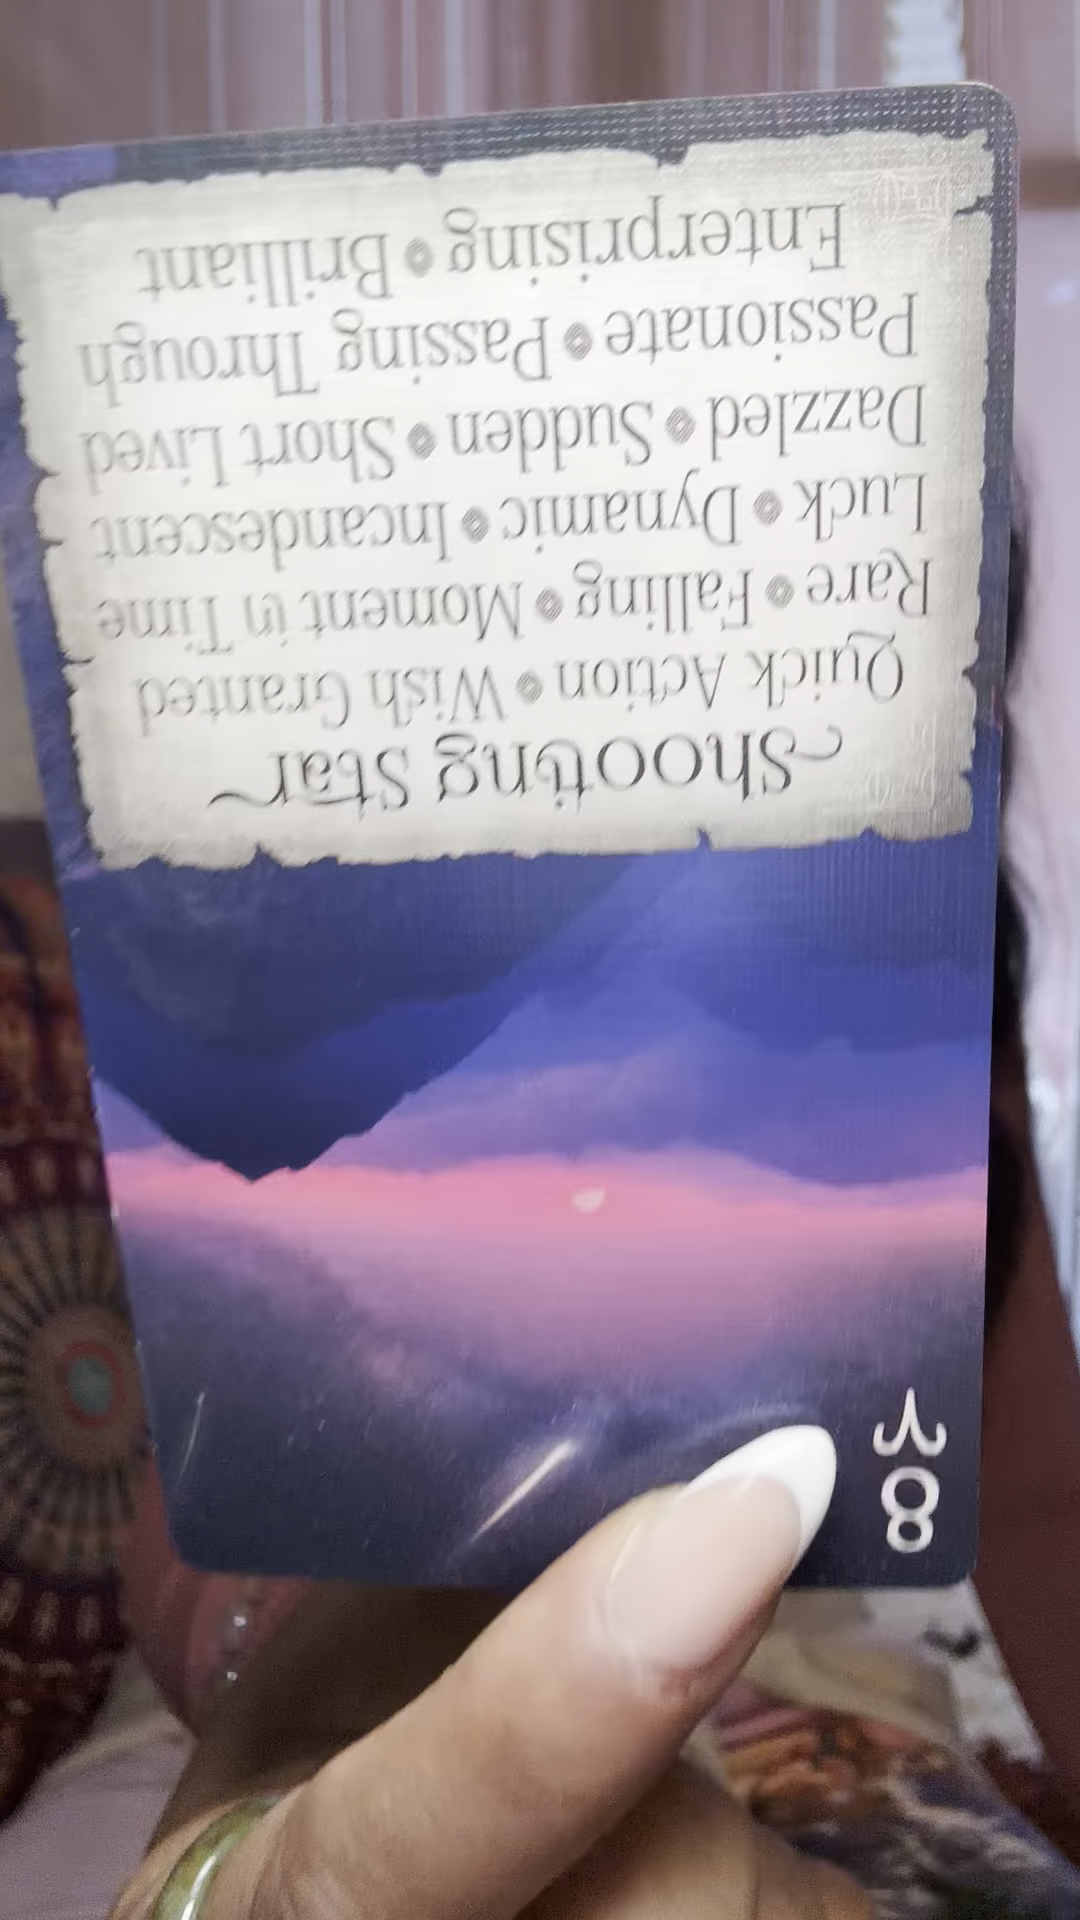 Shooting Star
Quick Action Wish Granted
Rare Falling Moment in Time
Luck Dynamic Incandescent
Dazzled Sudden Short Lived
Passionate Passing Through
Enterprising Brilliant
8
♈